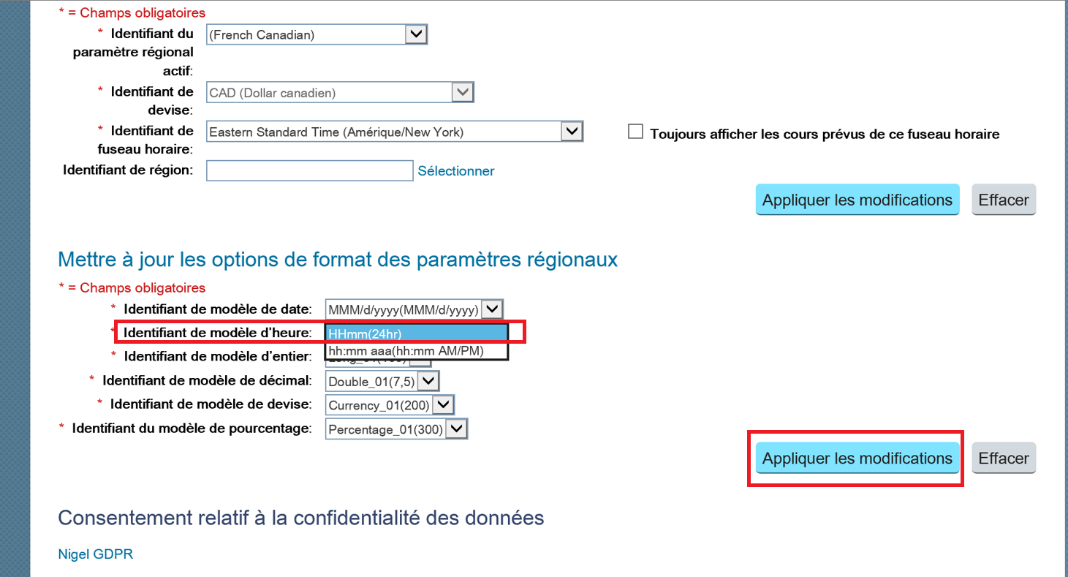 * = Champs obligatoires
* Identifiant du paramètre régional actif:
(French Canadian)
* Identifiant de devise:
CAD (Dollar canadien)
* Identifiant de fuseau horaire:
Eastern Standard Time (Amérique/New York)
Toujours afficher les cours prévus de ce fuseau horaire
Identifiant de région:
Sélectionner
Appliquer les modifications Effacer
Mettre à jour les options de format des paramètres régionaux
* = Champs obligatoires
* Identifiant de modèle de date: MMM/d/yyyy(MMM/d/yyyy)
* Identifiant de modèle d'heure: HHmm(24hr)
hh:mm aaa(hh:mm AM/PM)
* Identifiant de modèle d'entier:
* Identifiant de modèle de décimal: Double_01(7,5)
* Identifiant de modèle de devise: Currency_01(200)
* Identifiant du modèle de pourcentage: Percentage_01(300)
Appliquer les modifications Effacer
Consentement relatif à la confidentialité des données
Nigel GDPR